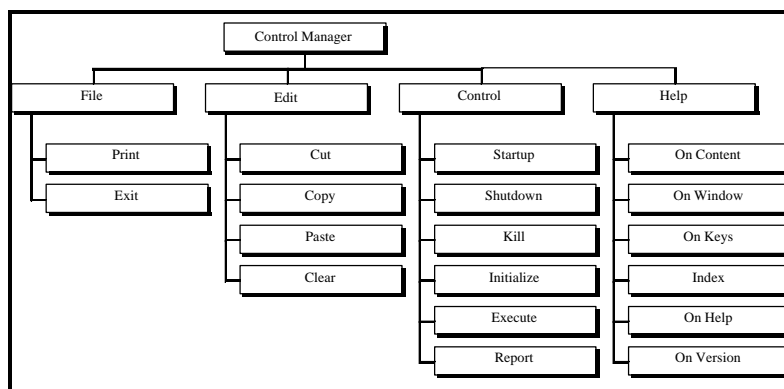 Control Manager
File
Edit
Control
Help
Print
Cut
Startup
On Content
Exit
Copy
Shutdown
On Window
Paste
Kill
On Keys
Clear
Initialize
Index
Execute
On Help
Report
On Version